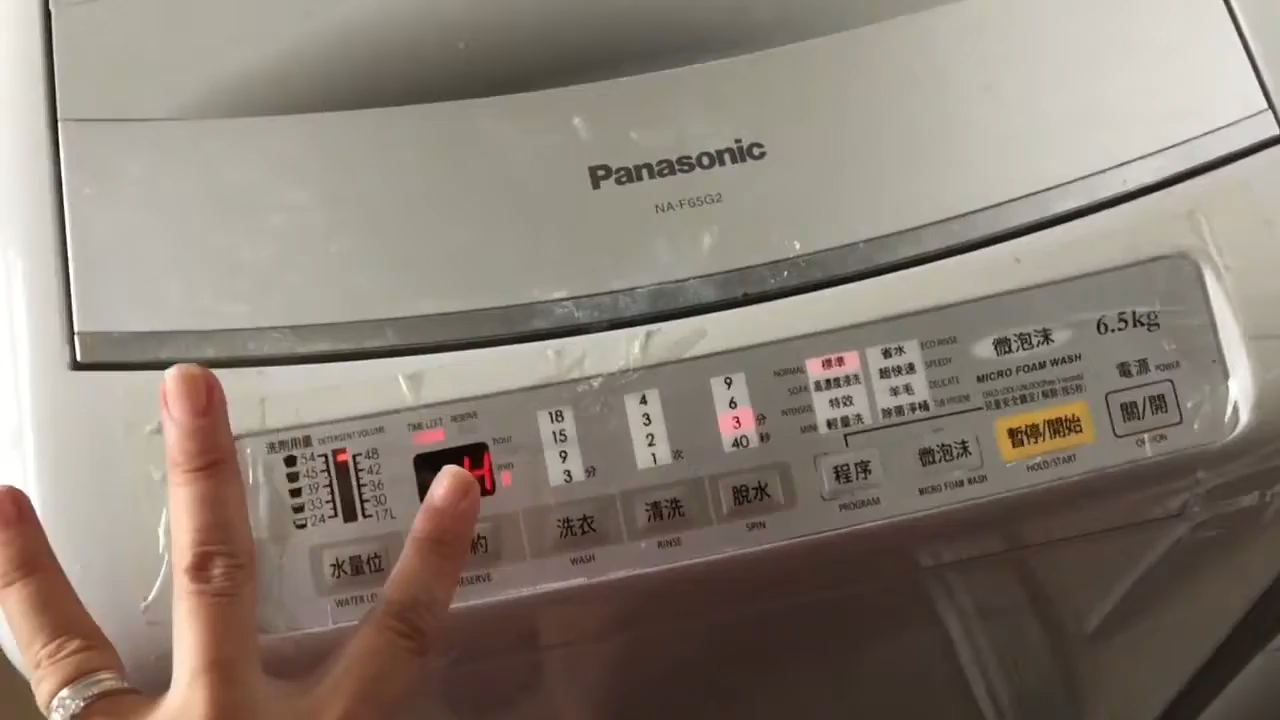 Panasonic
NA-F65G2
6.5kg
微泡沫
MICRO FOAM WASH
電源 POWER
關/開
ON/OFF
暫停/開始
HOLD/START
微泡沫
MICRO FOAM WASH
程序
PROGRAM
NORMAL 標準
SOAK 高濃度浸洗
特效
輕量洗
省水 ECO RINSE
超快速 SPEEDY
羊毛 DELICATE
除菌淨桶 TUB HYGIENE
9
6
3 分
40 秒
脫水
SPIN
4
3
2
1 次
清洗
RINSE
18
15
9
3 分
洗衣
WASH
TIME LEFT RESERVE
hour
min
4
約
洗劑用量 DETERGENT VOLUME
54 48
45 42
39 36
33 30
24 17L
水量位